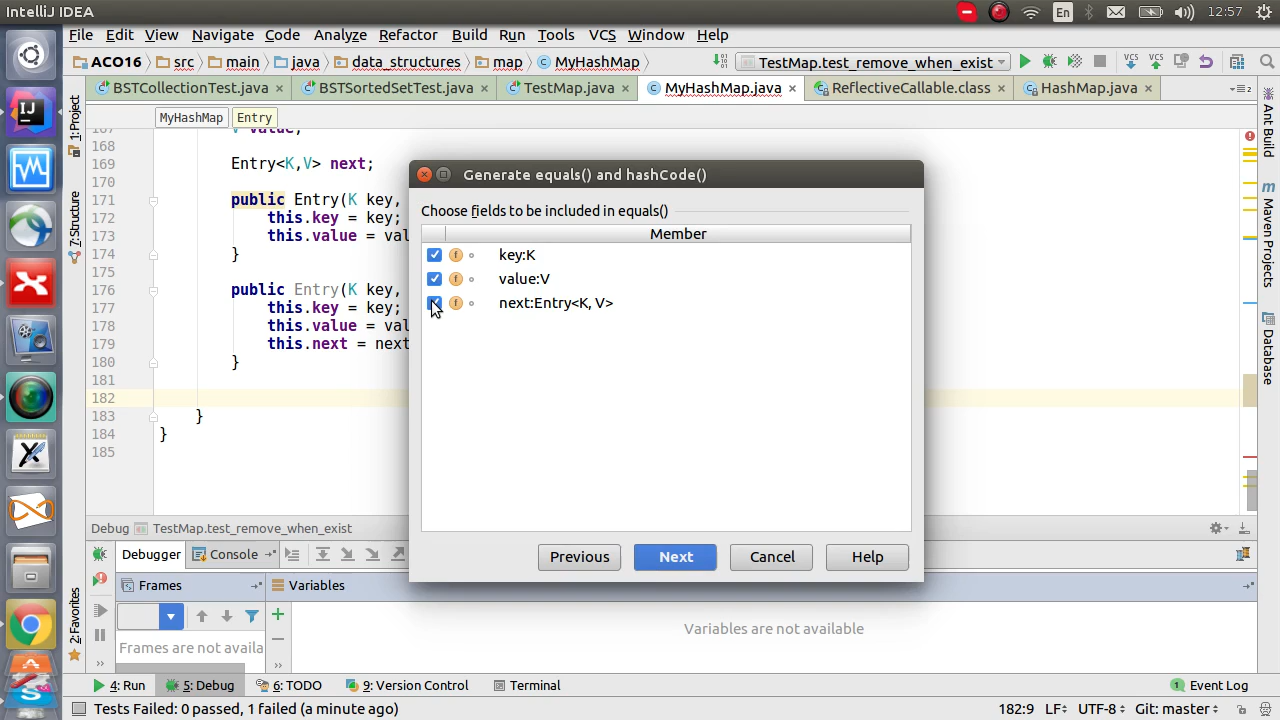 IntelliJ IDEA
En
12:57
File Edit View Navigate Code Analyze Refactor Build Run Tools VCS Window Help
ACO16 src main java data_structures map MyHashMap TestMap.test_remove_when_exist VCS VCS
BSTCollectionTest.java BSTSortedSetTest.java TestMap.java MyHashMap.java ReflectiveCallable.class HashMap.java
MyHashMap Entry
1: Project
7: Structure
2: Favorites
Ant Build
Maven Projects
Database
167 V value;
168
169 Entry<K,V> next;
170
171 public Entry(K key,
172 this.key = key;
173 this.value = val
174 }
175
176 public Entry(K key,
177 this.key = key;
178 this.value = val
179 this.next = next
180 }
181
182
183 }
184 }
185
Generate equals() and hashCode()
Choose fields to be included in equals()
Member
key:K
value:V
next:Entry<K, V>
Previous Next Cancel Help
Debug TestMap.test_remove_when_exist
Debugger Console
Frames Variables
Frames are not availa
Variables are not available
4: Run 5: Debug 6: TODO 9: Version Control Terminal 1 Event Log
Tests Failed: 0 passed, 1 failed (a minute ago) 182:9 LF UTF-8 Git: master